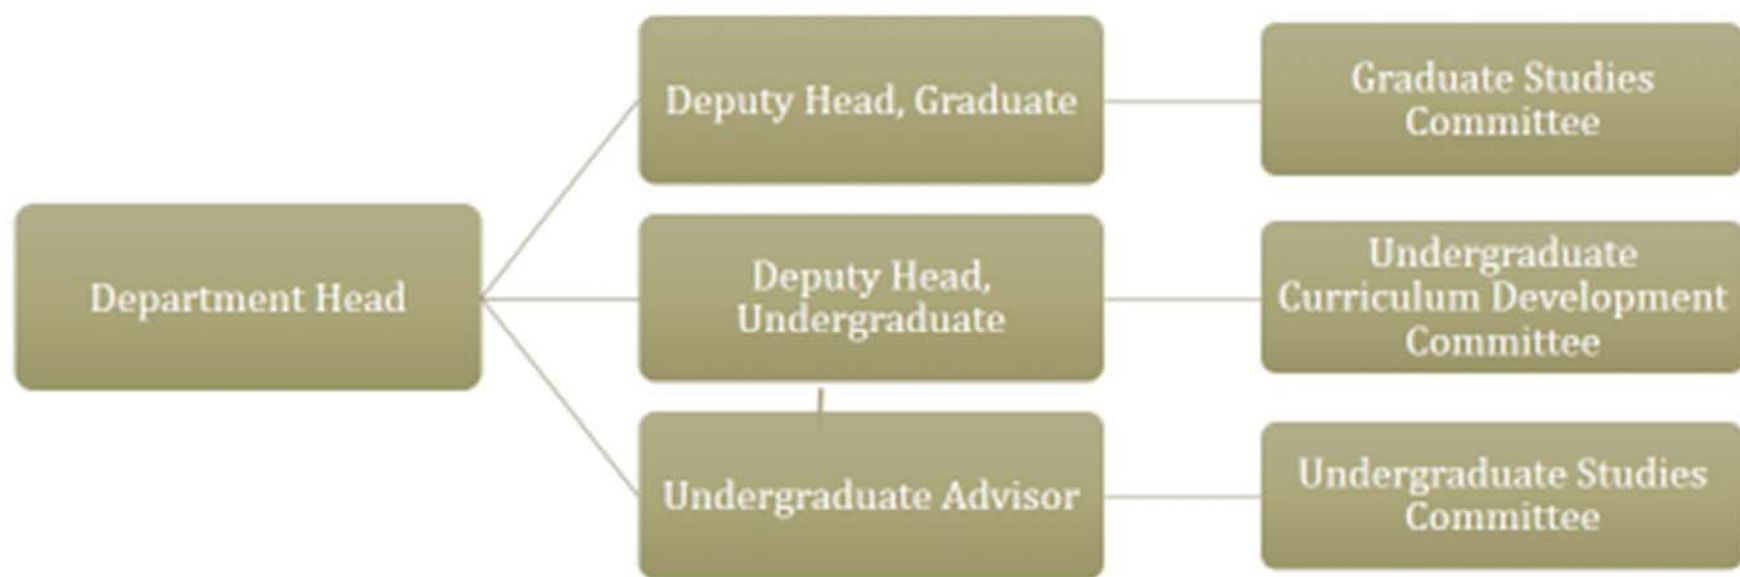 Deputy Head, Graduate
Graduate Studies
Committee
Department Head
Deputy Head,
Undergraduate
Undergraduate
Curriculum Development
Committee
Undergraduate Advisor
Undergraduate Studies
Committee